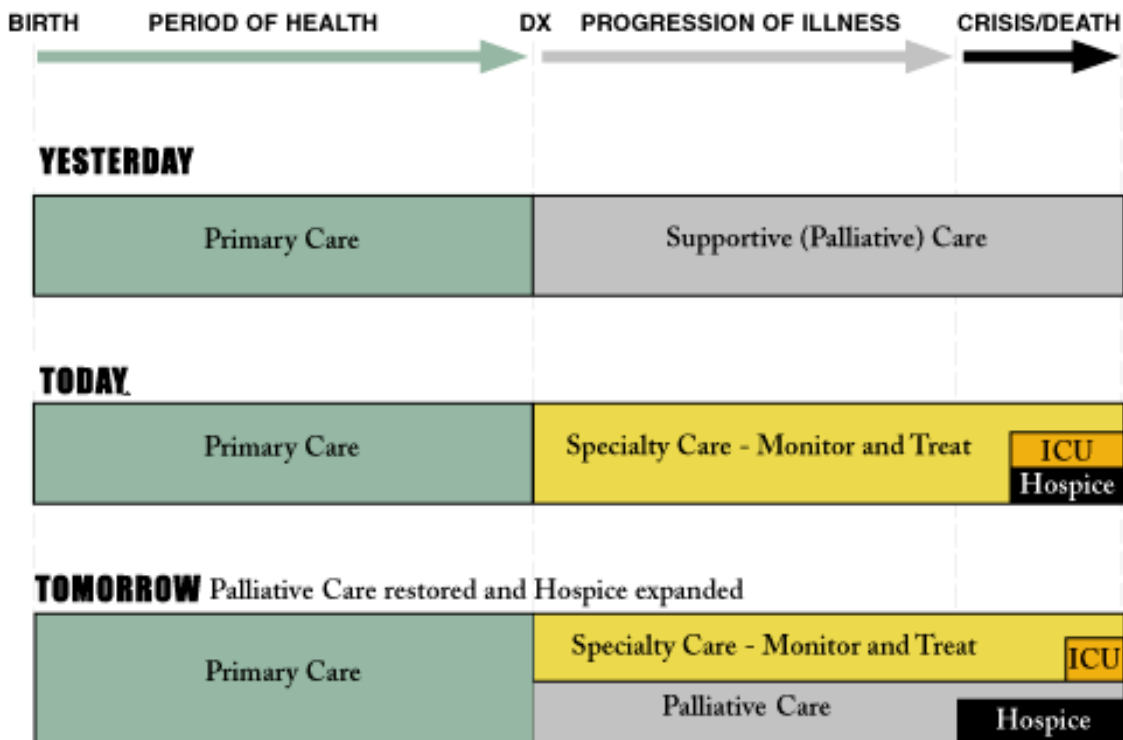 BIRTH PERIOD OF HEALTH DX PROGRESSION OF ILLNESS CRISIS/DEATH
YESTERDAY
Primary Care Supportive (Palliative) Care
TODAY
Primary Care Specialty Care - Monitor and Treat ICU
Hospice
TOMORROW Palliative Care restored and Hospice expanded
Primary Care Specialty Care - Monitor and Treat ICU
Palliative Care Hospice